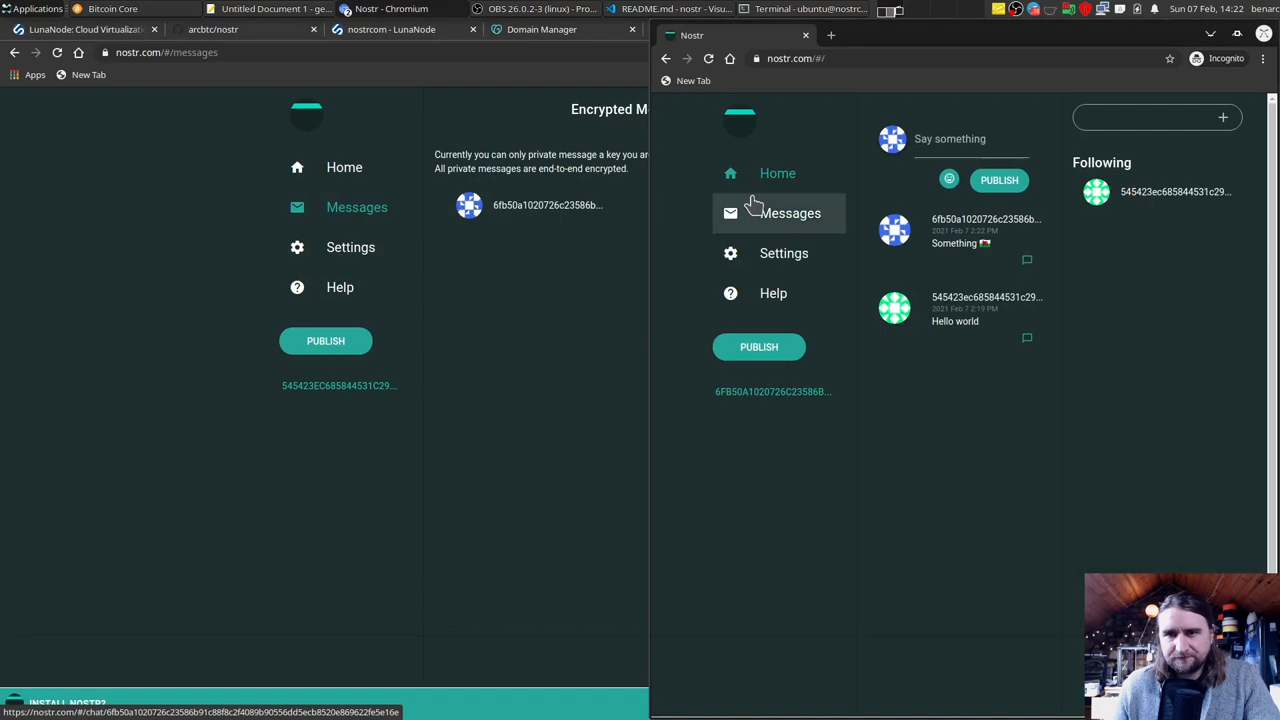 Applications
Bitcoin Core
Untitled Document 1 - ge...
Nostr - Chromium
OBS 26.0.2-3 (linux) - Pro...
README.md - nostr - Visu...
Terminal - ubuntu@nostrc...
Sun 07 Feb, 14:22
benarc
LunaNode: Cloud Virtualizati
arcbtc/nostr
nostrcom - LunaNode
Domain Manager
nostr.com/#/messages
Apps
New Tab
Home
Messages
Settings
Help
PUBLISH
545423EC685844531C29...
Encrypted M
Currently you can only private message a key you ar
All private messages are end-to-end encrypted.
6fb50a1020726c23586b...
INSTALL NOSTR?
https://nostr.com/#/chat/6fb50a1020726c23586b91c88f8c2f4089b90556dd5ecb8520e869622fe5e16e
Nostr
nostr.com/#/
Incognito
New Tab
Home
Messages
Settings
Help
PUBLISH
6FB50A1020726C23586B...
Say something
PUBLISH
6fb50a1020726c23586b...
2021 Feb 7 2:22 PM
Something 🏴󠁧󠁢󠁷󠁬󠁳󠁿
545423ec685844531c29...
2021 Feb 7 2:19 PM
Hello world
Following
545423ec685844531c29...